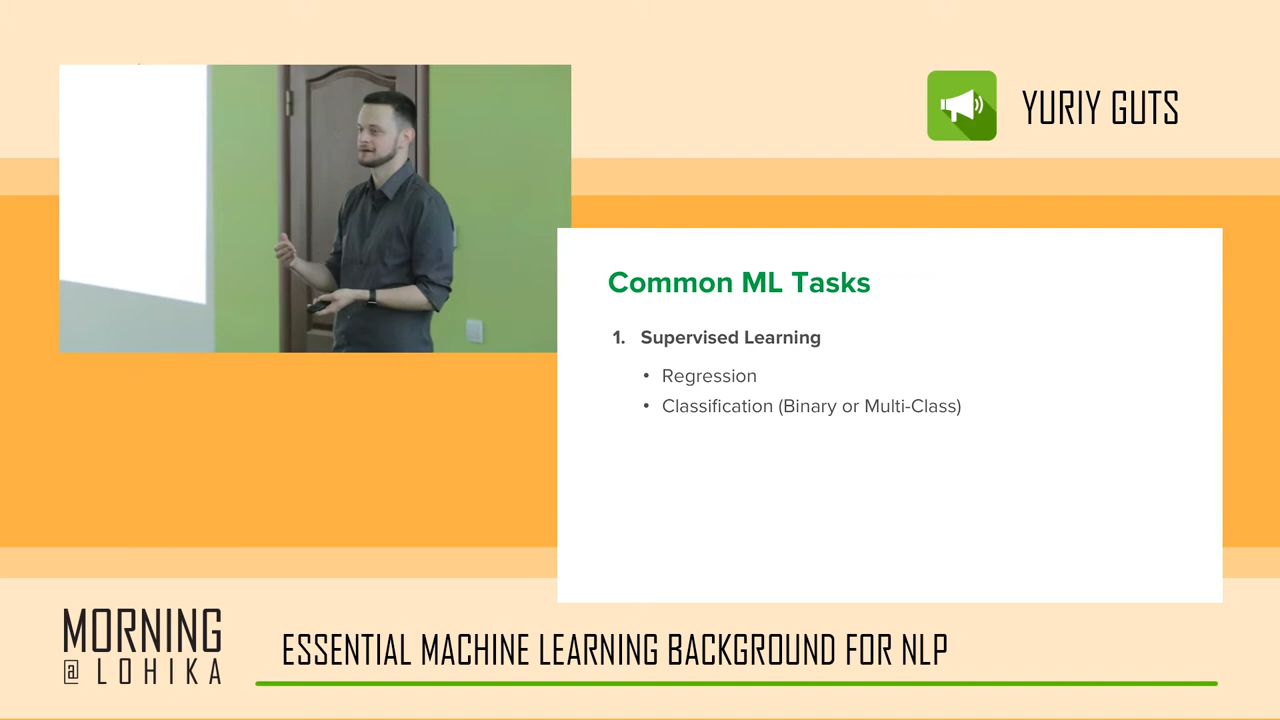 YURIY GUTS
Common ML Tasks
1. Supervised Learning
• Regression
• Classification (Binary or Multi-Class)
MORNING
@ LOHIKA
ESSENTIAL MACHINE LEARNING BACKGROUND FOR NLP